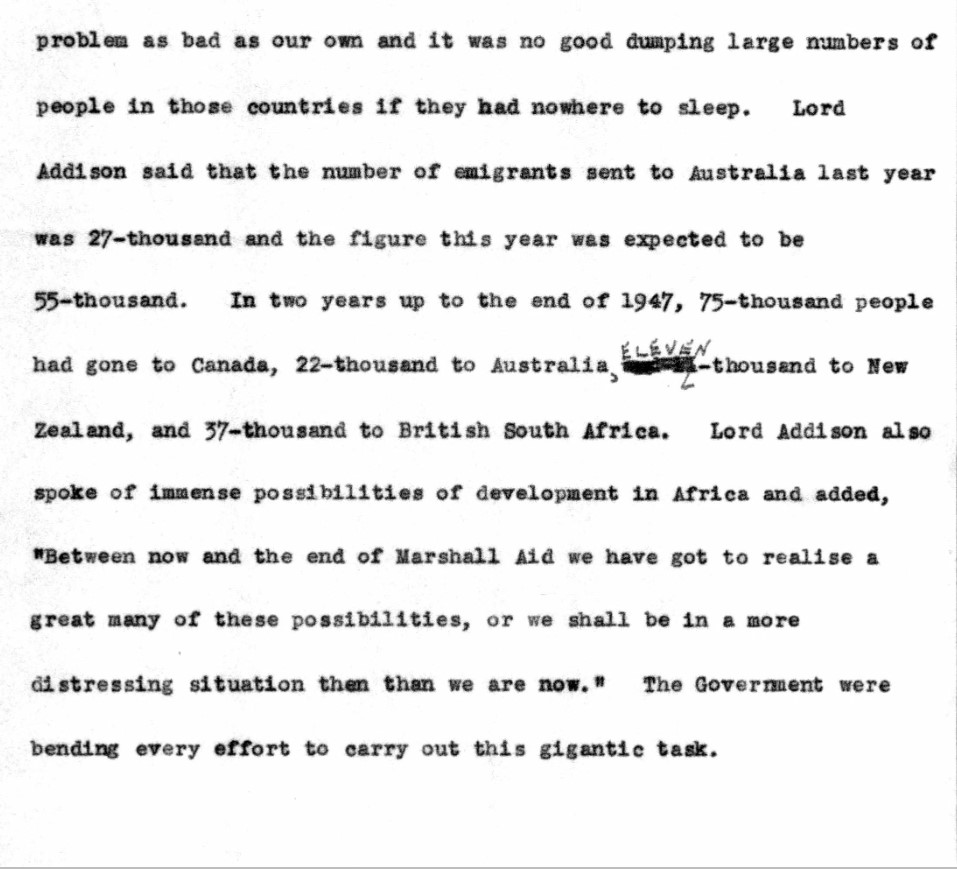 problem as bad as our own and it was no good dumping large numbers of
people in those countries if they had nowhere to sleep. Lord
Addison said that the number of emigrants sent to Australia last year
was 27-thousand and the figure this year was expected to be
55-thousand. In two years up to the end of 1947, 75-thousand people
had gone to Canada, 22-thousand to Australia, ELEVEN-thousand to New
Zealand, and 37-thousand to British South Africa. Lord Addison also
spoke of immense possibilities of development in Africa and added,
"Between now and the end of Marshall Aid we have got to realise a
great many of these possibilities, or we shall be in a more
distressing situation then than we are now." The Government were
bending every effort to carry out this gigantic task.